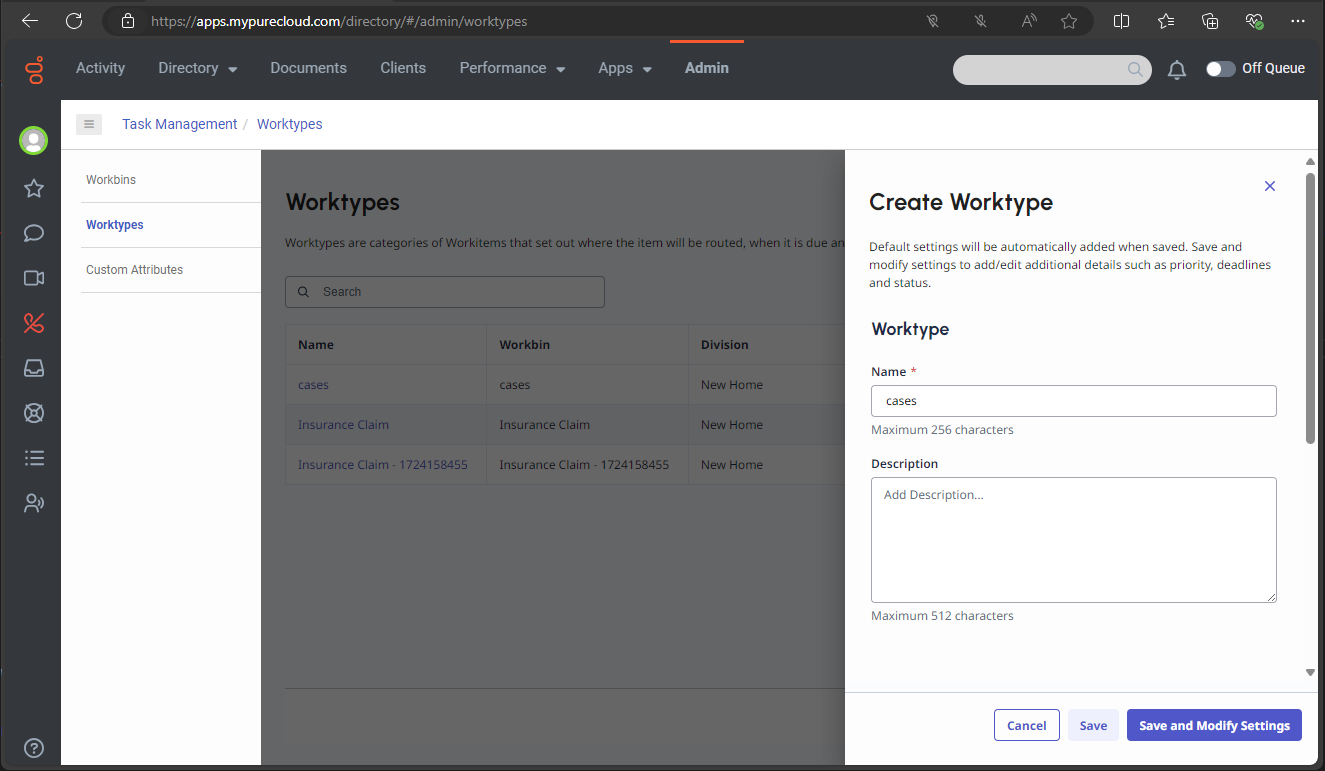 https://apps.mypurecloud.com/directory/#/admin/worktypes
Activity Directory Documents Clients Performance Apps Admin Off Queue
Task Management / Worktypes
Workbins
Worktypes
Custom Attributes
Worktypes
Worktypes are categories of Workitems that set out where the item will be routed, when it is due an
Search
Name Workbin Division
cases cases New Home
Insurance Claim Insurance Claim New Home
Insurance Claim - 1724158455 Insurance Claim - 1724158455 New Home
Create Worktype
Default settings will be automatically added when saved. Save and
modify settings to add/edit additional details such as priority, deadlines
and status.
Worktype
Name *
cases
Maximum 256 characters
Description
Add Description...
Maximum 512 characters
Cancel Save Save and Modify Settings